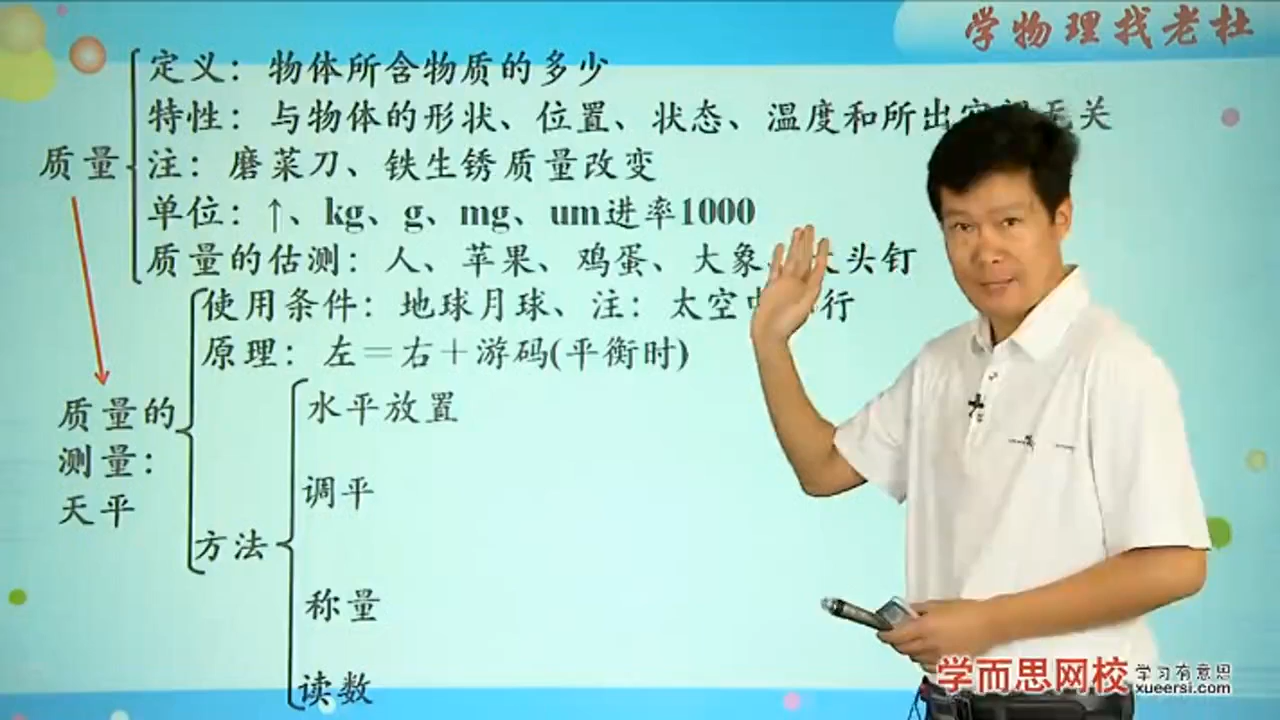 学物理找老杜
定义：物体所含物质的多少
特性：与物体的形状、位置、状态、温度和所出 无关
质量
注：磨菜刀、铁生锈质量改变
单位：↑、kg、g、mg、um进率1000
质量的估测：人、苹果、鸡蛋、大象、 头钉
使用条件：地球月球、注：太空 行
原理：左＝右＋游码(平衡时)
质量的
测量：
天平
方法
水平放置
调平
称量
读数
学而思网校
学习有意思
xueersi.com